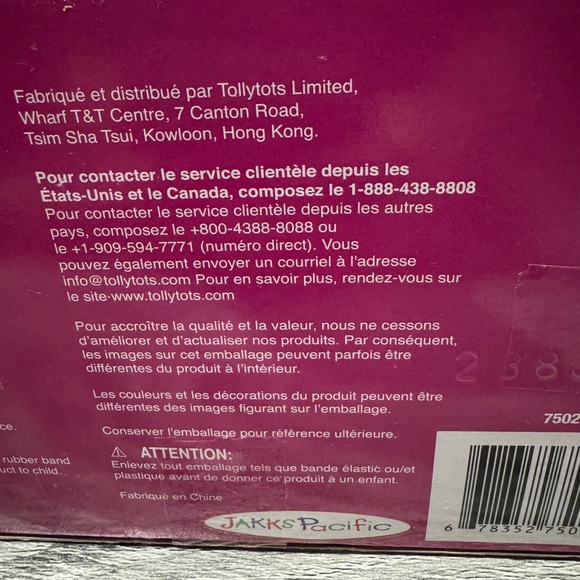 Fabriqué et distribué par Tollytots Limited,
Wharf T&T Centre, 7 Canton Road,
Tsim Sha Tsui, Kowloon, Hong Kong.
Pour contacter le service clientèle depuis les
États-Unis et le Canada, composez le 1-888-438-8808
Pour contacter le service clientèle depuis les autres
pays, composez le +800-4388-8088 ou
le +1-909-594-7771 (numéro direct). Vous
pouvez également envoyer un courriel à l'adresse
info@tollytots.com Pour en savoir plus, rendez-vous sur
le site·www.tollytots.com
Pour accroître la qualité et la valeur, nous ne cessons
d'améliorer et d'actualiser nos produits. Par conséquent,
les images sur cet emballage peuvent parfois être
différentes du produit à l'intérieur.
Les couleurs et les décorations du produit peuvent être
différentes des images figurant sur l'emballage.
Conserver l'emballage pour référence ultérieure.
⚠ ATTENTION:
Enlevez tout emballage tels que bande élastic ou/et
plastique avant de donner ce produit à un enfant.
Fabriqué en Chine
JAKKS Pacific
ce.
rubber band
uct to child.
238
7502
6 78352 750